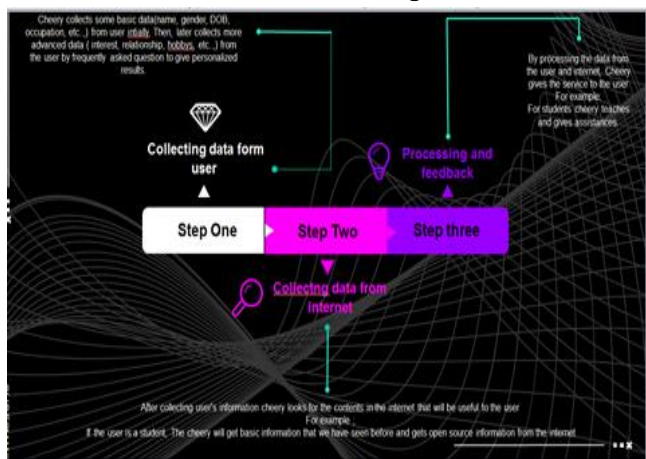 Cheery collects some basic data(name, gender, DOB,
occupation, etc..,) from user intially. Then, later collects more
advanced data ( interest, relationship, hobbys, etc..,) from
the user by frequently asked question to give personalized
results.
By processing the data from
the user and internet, Cheery
gives the service to the user
For example,
For students cheery teaches
and gives assistances.
Collecting data form
user
Processing and
feedback
Step One
Step Two
Step three
Collecting data from
internet
After collecting user's information cheery looks for the contents in the internet that will be useful to the user
For example ,
If the user is a student, The cheery will get basic information that we have seen before and gets open source information from the internet